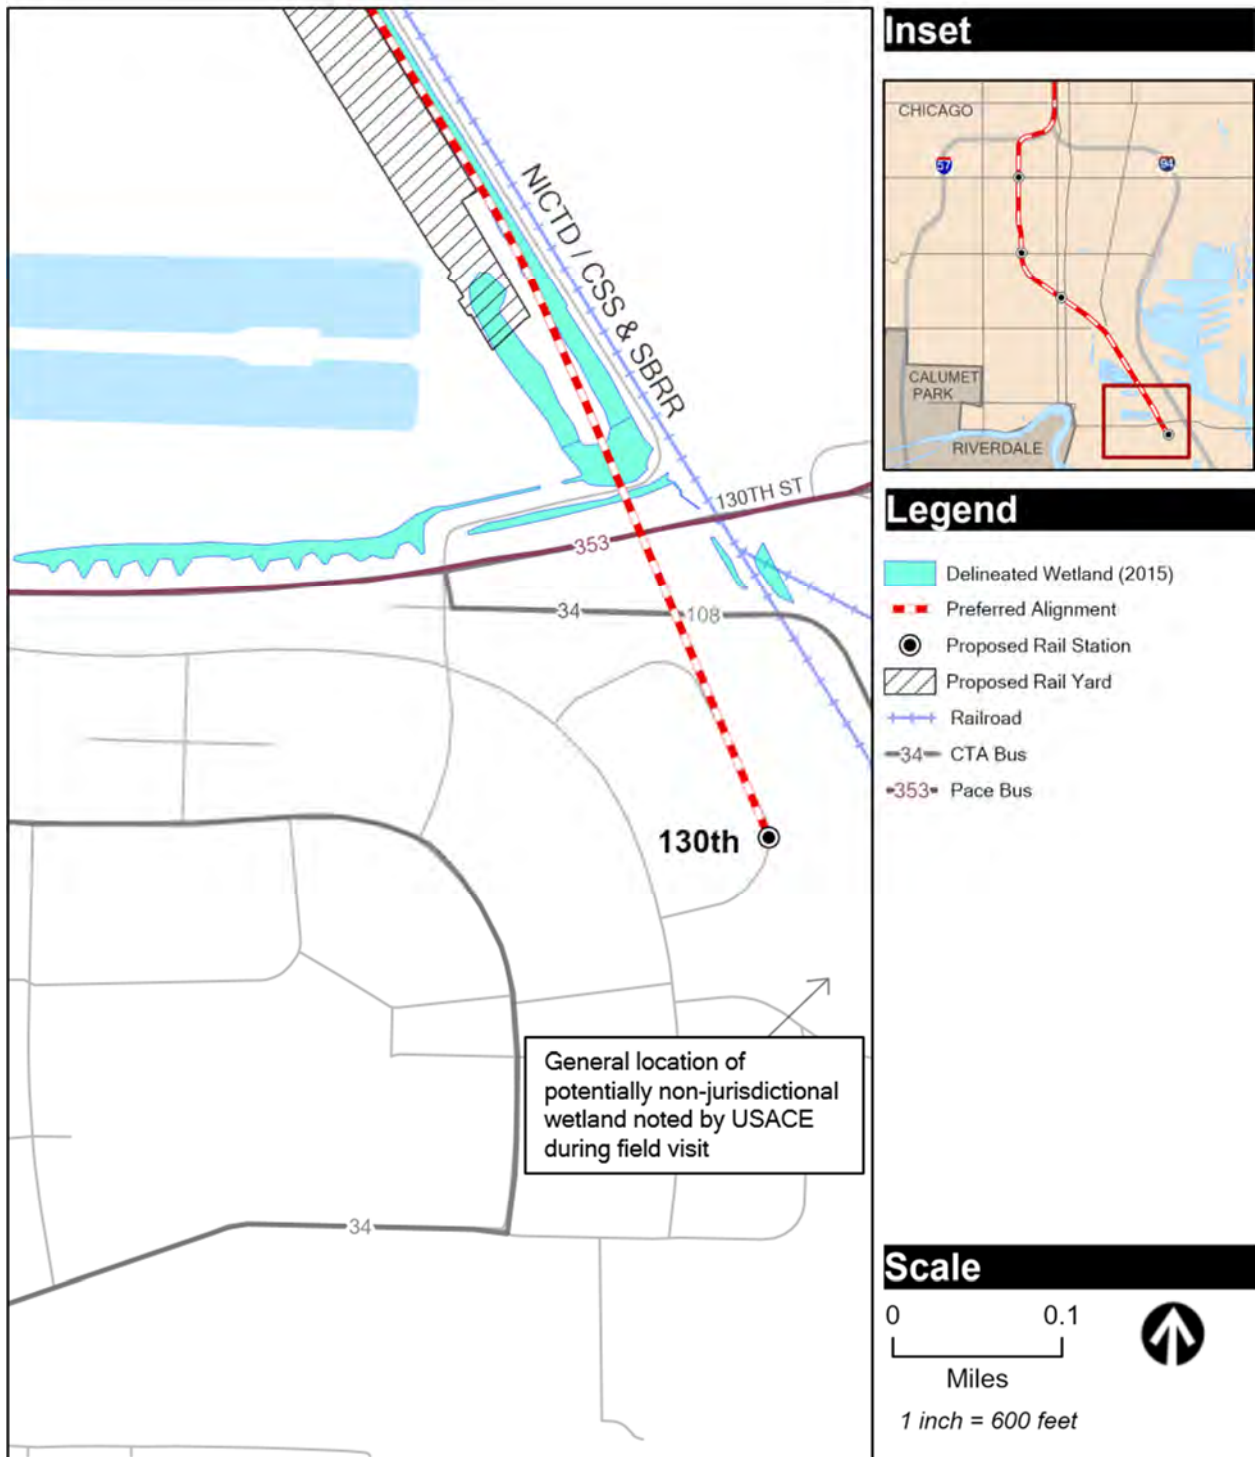 NICTD / CSS & SBRR
130TH ST
353
34
108
130th
General location of
potentially non-jurisdictional
wetland noted by USACE
during field visit
34
Inset
CHICAGO
57
94
CALUMET
PARK
RIVERDALE
Legend
Delineated Wetland (2015)
Preferred Alignment
Proposed Rail Station
Proposed Rail Yard
Railroad
34 CTA Bus
353 Pace Bus
Scale
0 0.1
Miles
1 inch = 600 feet